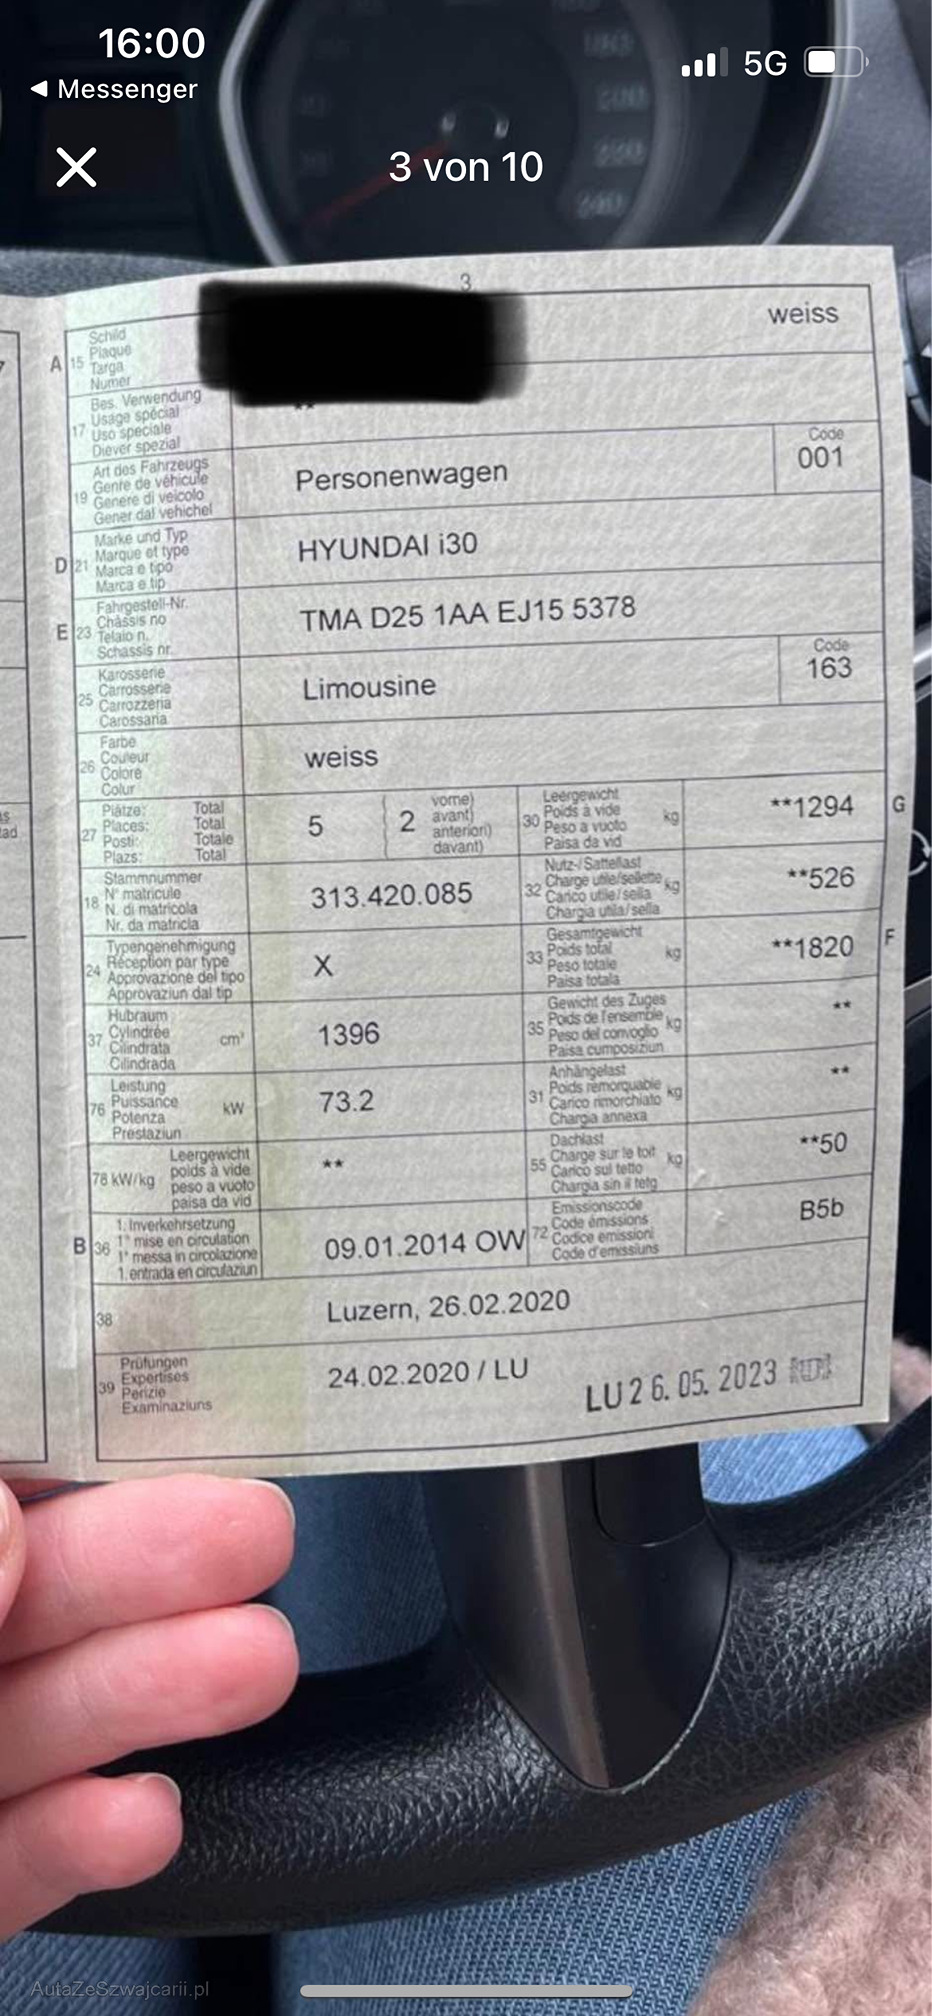 16:00
5G
Messenger
3 von 10
3
A 15 Schild
Plaque
Targa
Numer
weiss
17 Bes. Verwendung
Usage spécial
Uso speciale
Diever spezial
**
19 Art des Fahrzeugs
Genre de véhicule
Genere di veicolo
Gener dal vehichel
Personenwagen
Code
001
D 21 Marke und Typ
Marque et type
Marca e tipo
Marca e tip
HYUNDAI i30
E 23 Fahrgestell-Nr.
Châssis no
Telaio n.
Schassis nr.
TMA D25 1AA EJ15 5378
25 Karosserie
Carrosserie
Carrozzeria
Carossaria
Limousine
Code
163
26 Farbe
Couleur
Colore
Colur
weiss
27 Plätze: Total
Places: Total
Posti: Totale
Plazs: Total
5
2 vorne)
avant)
anteriori)
davant)
30 Leergewicht
Poids à vide
Peso a vuoto
Paisa da vid
kg
**1294 G
18 Stammnummer
N° matricule
N. di matricola
Nr. da matricla
313.420.085
32 Nutz-/Sattellast
Charge utile/sellette
Carico utile/sella
Chargia utila/sella
kg
**526
24 Typengenehmigung
Réception par type
Approvazione del tipo
Approvaziun dal tip
X
33 Gesamtgewicht
Poids total
Peso totale
Paisa totala
kg
**1820 F
37 Hubraum
Cylindrée
Cilindrata
Cilindrada
cm³
1396
35 Gewicht des Zuges
Poids de l'ensemble
Peso del convoglio
Paisa cumposiziun
kg
**
76 Leistung
Puissance
Potenza
Prestaziun
kW
73.2
31 Anhängelast
Poids remorquable
Carico rimorchiato
Chargia annexa
kg
**
78 kW/kg Leergewicht
poids à vide
peso a vuoto
paisa da vid
**
55 Dachlast
Charge sur le toit
Carico sul tetto
Chargia sin il tetg
kg
**50
B 36 1. Inverkehrsetzung
1° mise en circulation
1° messa in circolazione
1. entrada en circulaziun
09.01.2014 OW
72 Emissionscode
Code émissions
Codice emissioni
Code d'emissiuns
B5b
38
Luzern, 26.02.2020
39 Prüfungen
Expertises
Perizie
Examinaziuns
24.02.2020 / LU
LU 26.05.2023
AutaZeSzwajcarii.pl